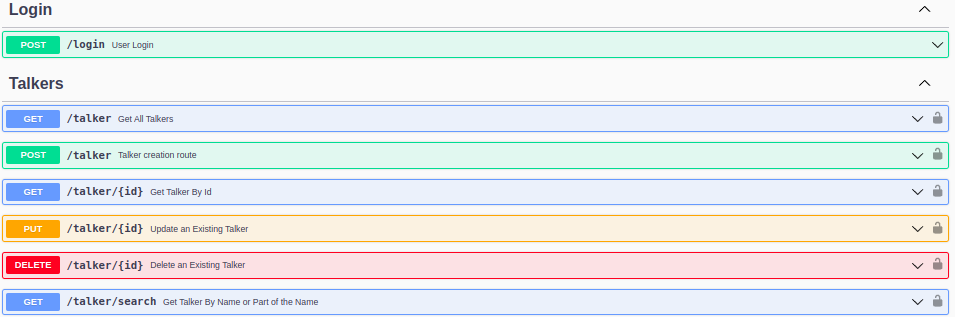 Login
POST /login User Login
Talkers
GET /talker Get All Talkers
POST /talker Talker creation route
GET /talker/{id} Get Talker By Id
PUT /talker/{id} Update an Existing Talker
DELETE /talker/{id} Delete an Existing Talker
GET /talker/search Get Talker By Name or Part of the Name